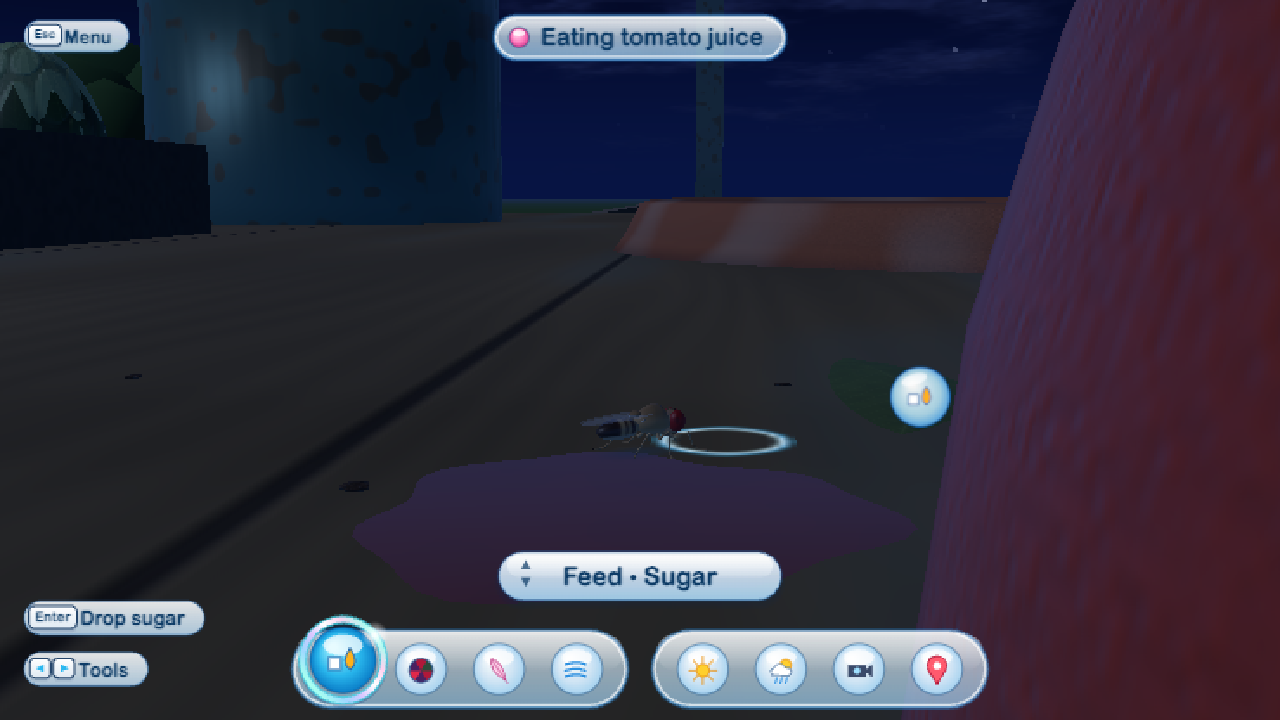 Esc Menu
Eating tomato juice
Feed • Sugar
Enter Drop sugar
Tools